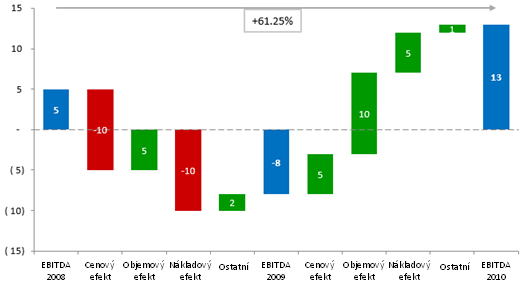 15
+61.25%
10
5
-
( 5)
( 10)
( 15)
5
-10
5
-10
2
-8
5
10
5
1
13
EBITDA
2008
Cenový
efekt
Objemový
efekt
Nákladový
efekt
Ostatní
EBITDA
2009
Cenový
efekt
Objemový
efekt
Nákladový
efekt
Ostatní
EBITDA
2010